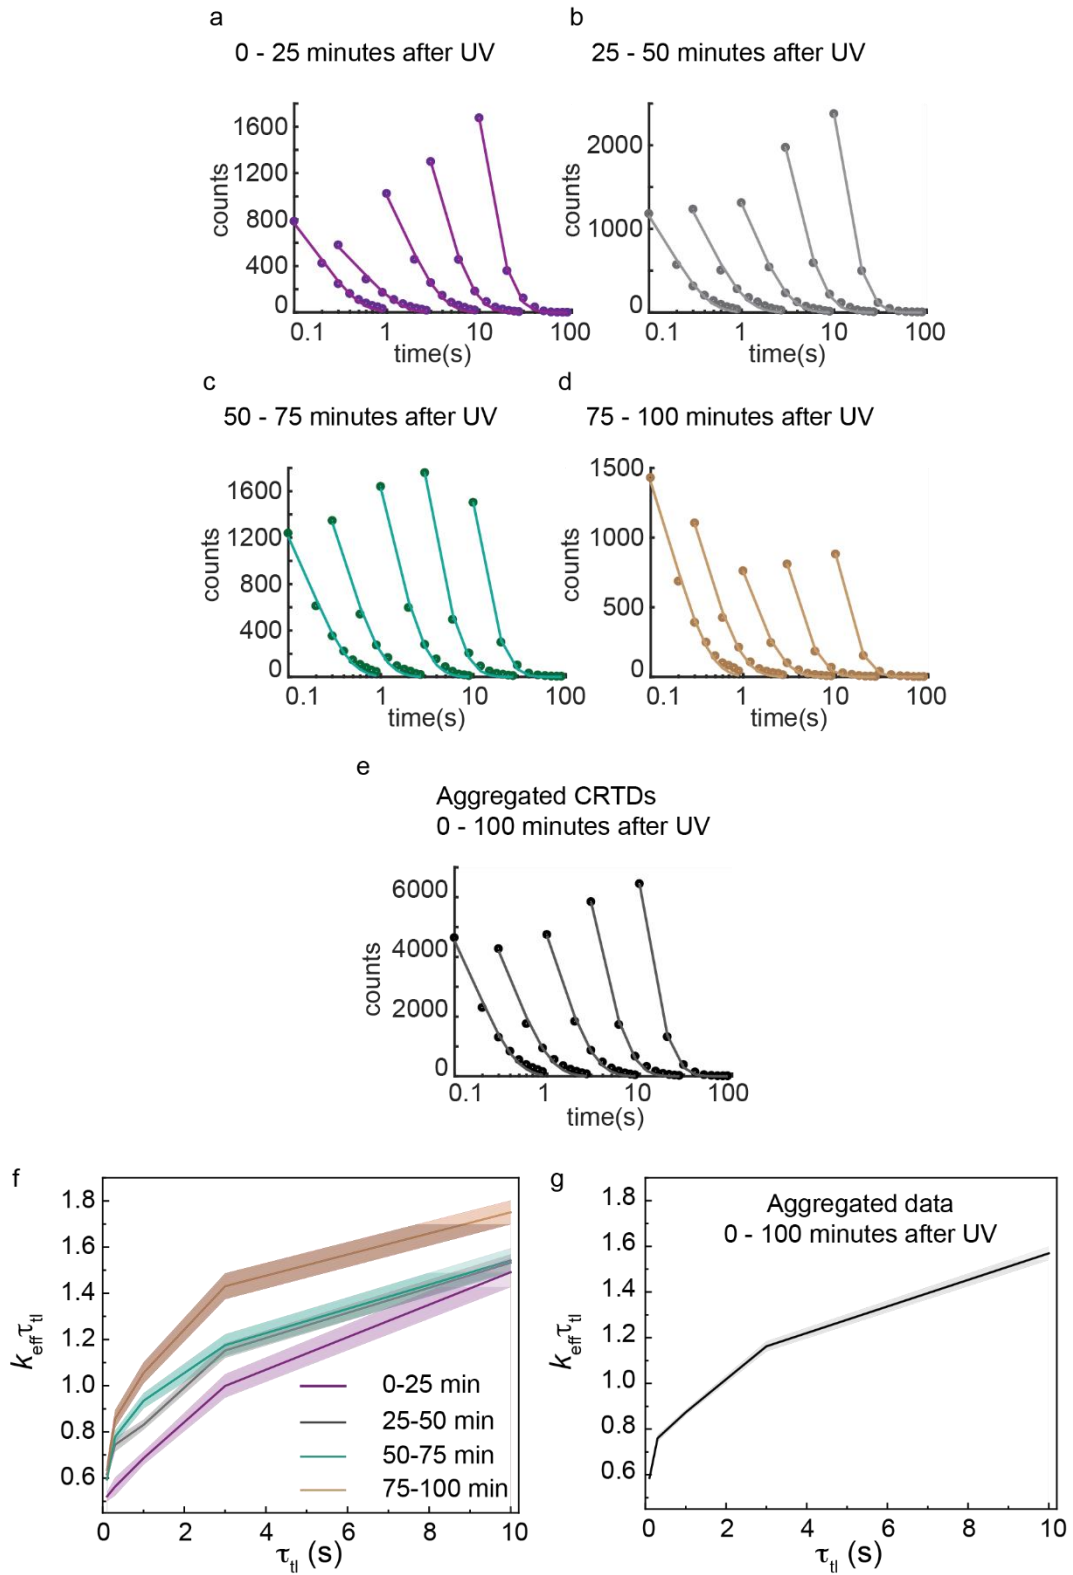 a
0 - 25 minutes after UV
1600
1200
800
400
0
counts
0.1
1
10
100
time(s)
b
25 - 50 minutes after UV
2000
1000
0
counts
0.1
1
10
100
time(s)
c
50 - 75 minutes after UV
1600
1200
800
400
0
counts
0.1
1
10
100
time(s)
d
75 - 100 minutes after UV
1500
1000
500
0
counts
0.1
1
10
100
time(s)
e
Aggregated CRTDs
0 - 100 minutes after UV
6000
4000
2000
0
counts
0.1
1
10
100
time(s)
f
1.8
1.6
1.4
1.2
1.0
0.8
0.6
k_eff τ_tl
0-25 min
25-50 min
50-75 min
75-100 min
0
2
4
6
8
10
τ_tl (s)
g
Aggregated data
0 - 100 minutes after UV
1.8
1.6
1.4
1.2
1.0
0.8
0.6
k_eff τ_tl
0
2
4
6
8
10
τ_tl (s)